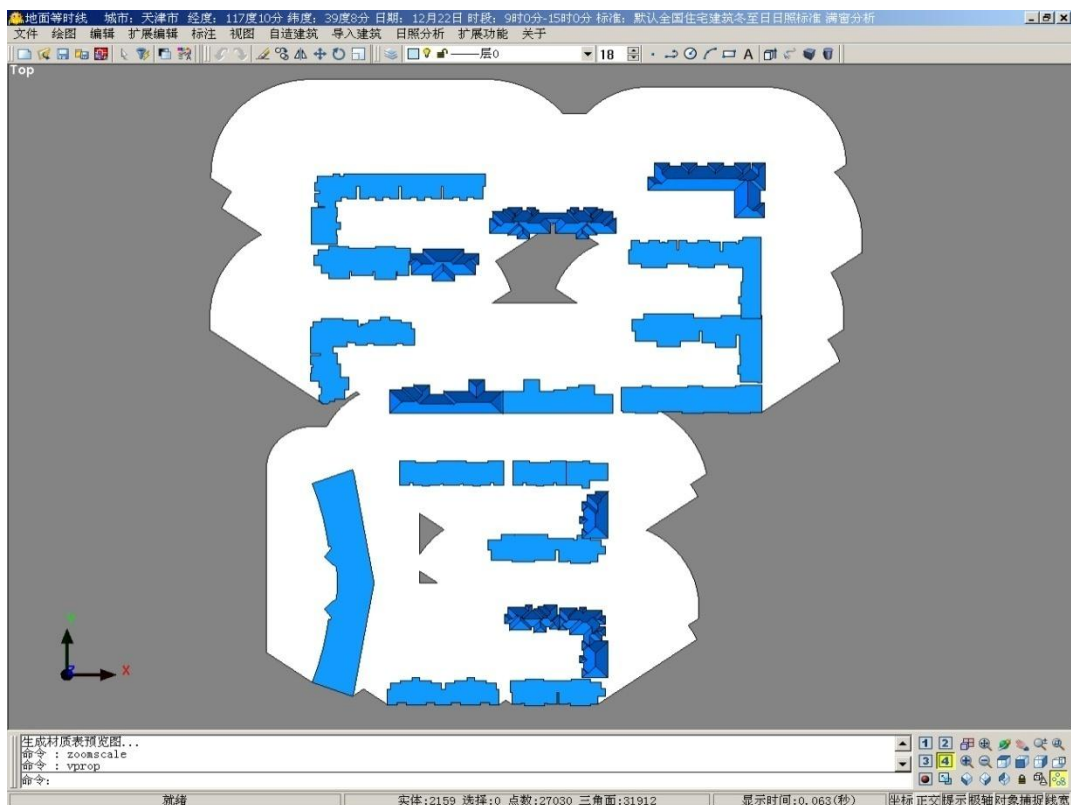 地面等时线 城市: 天津市 经度: 117度10分 纬度: 39度8分 日期: 12月22日 时段: 9时0分-15时0分 标准: 默认全国住宅建筑冬至日日照标准 满窗分析
文件 绘图 编辑 扩展编辑 标注 视图 自造建筑 导入建筑 日照分析 扩展功能 关于
层0 18 A
Top
X
Z
生成材质表预览图...
命令 : zoomscale
命令 : vprop
命令:
1 2
3 4
就绪 实体:2159 选择:0 点数:27030 三角面:31912 显示时间:0.063(秒) 坐标 正交 提示 服轴 对象捕捉 线宽